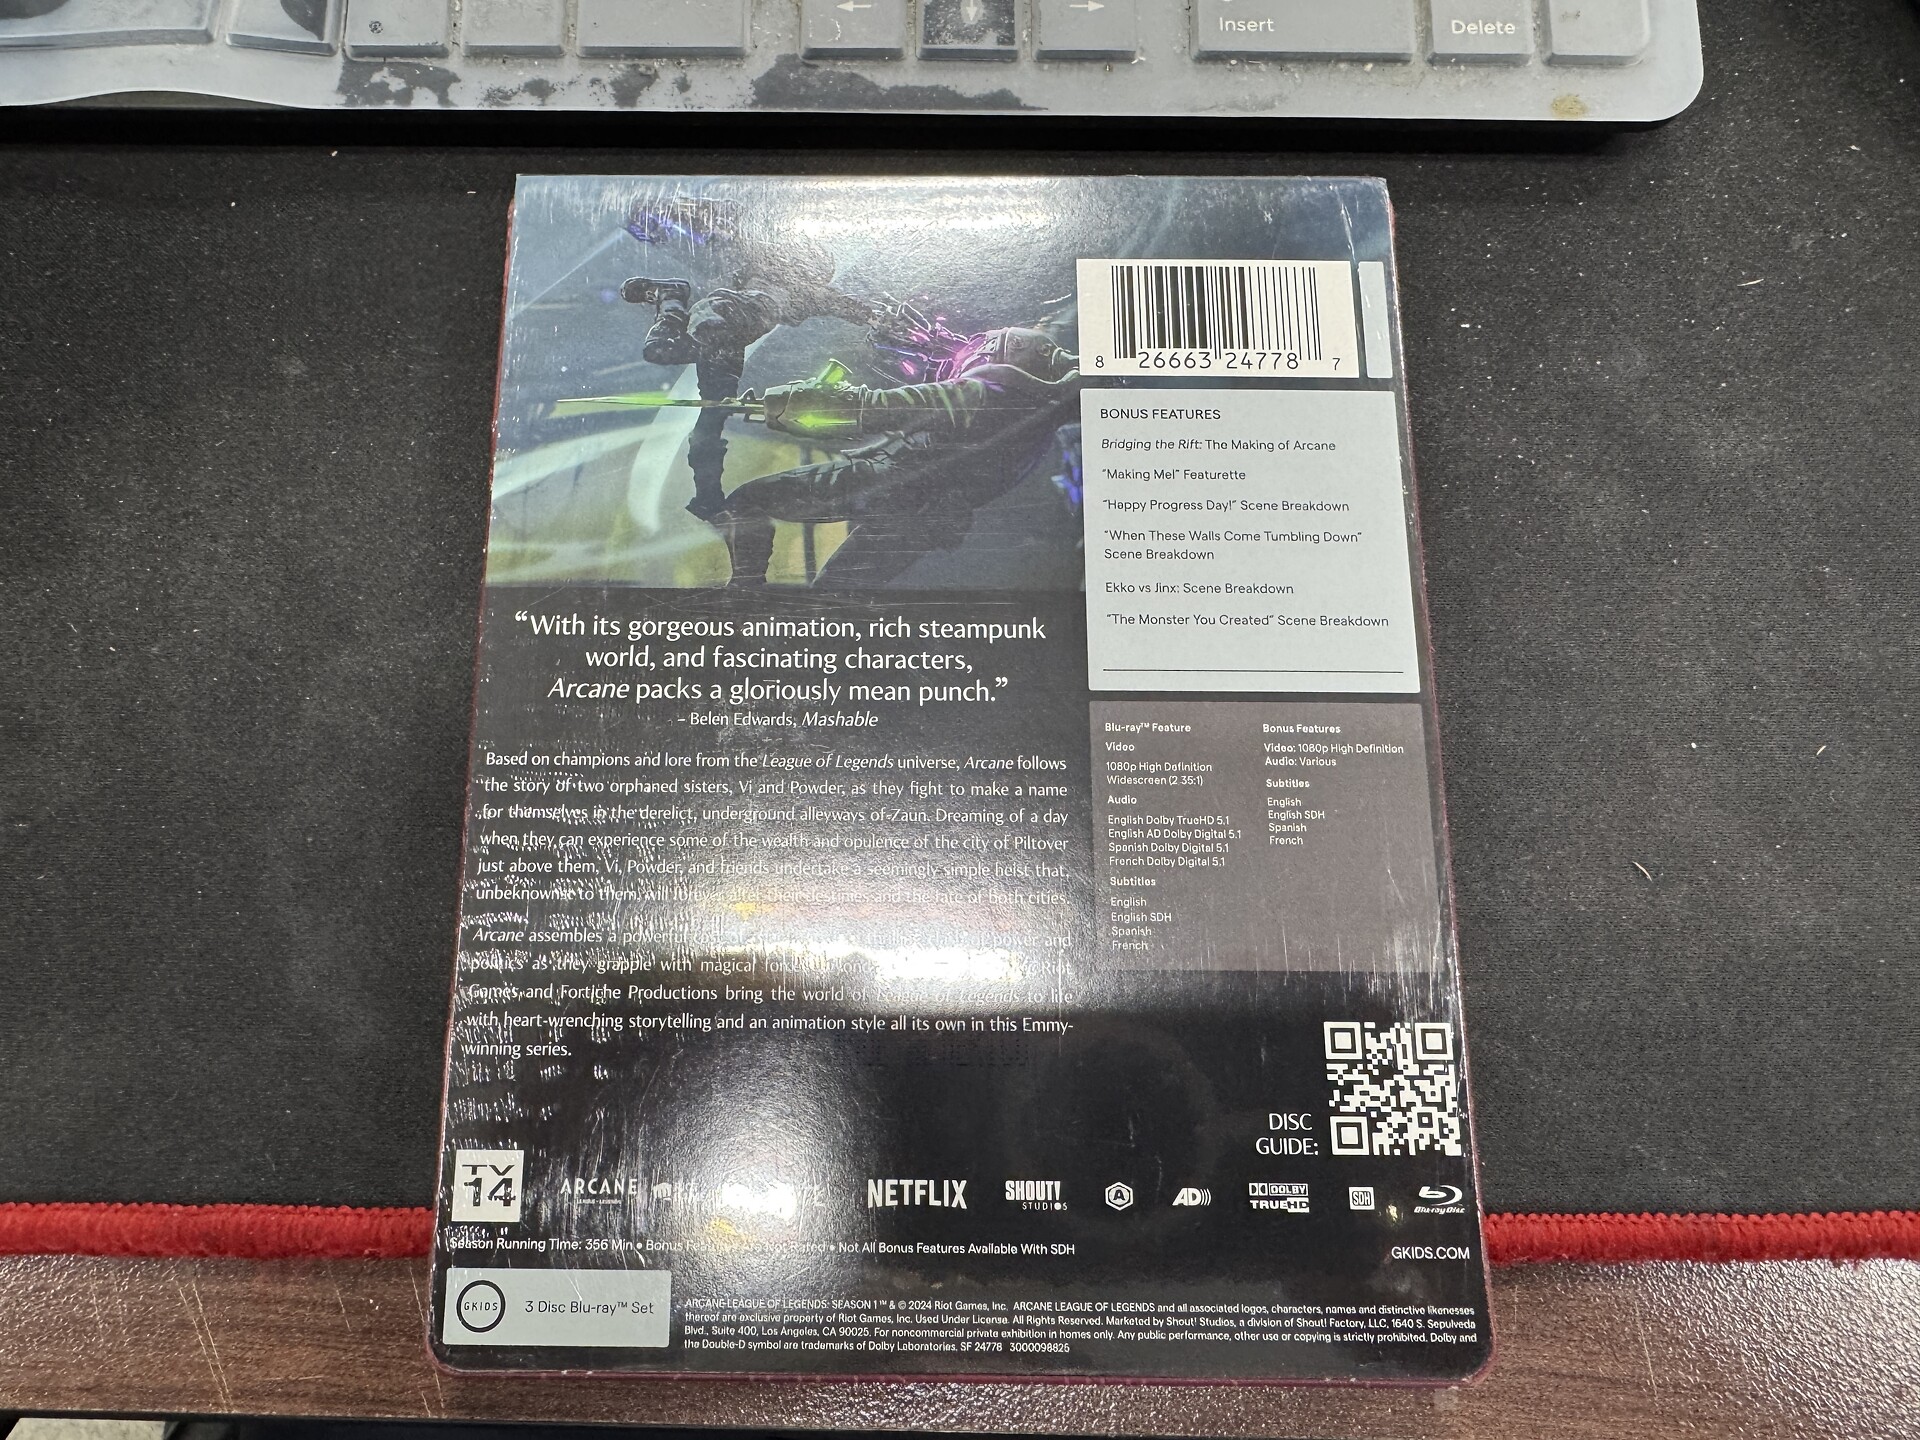 Insert
Delete
8 26663 24778 7
BONUS FEATURES
Bridging the Rift: The Making of Arcane
"Making Me!" Featurette
"Happy Progress Day!" Scene Breakdown
"When These Walls Come Tumbling Down"
Scene Breakdown
Ekko vs Jinx: Scene Breakdown
"The Monster You Created" Scene Breakdown
“With its gorgeous animation, rich steampunk
world, and fascinating characters,
Arcane packs a gloriously mean punch.”
– Belen Edwards, Mashable
Based on champions and lore from the League of Legends universe, Arcane follows
the story of two orphaned sisters, Vi and Powder, as they fight to make a name
for themselves in the derelict, underground alleyways of Zaun. Dreaming of a day
when they can experience some of the wealth and opulence of the city of Piltover
just above them, Vi, Powder, and friends undertake a seemingly simple heist that,
unbeknownst to them, will forever alter their destinies and the fate of both cities.
Arcane assembles a powerful power and
politics as they grapple with magical
Games and Fortiche Productions bring the world of League of Legends to life
with heart-wrenching storytelling and an animation style all its own in this Emmy-
winning series.
Blu-ray™ Feature
Video
1080p High Definition
Widescreen (2.35:1)
Audio
English Dolby TrueHD 5.1
English AD Dolby Digital 5.1
Spanish Dolby Digital 5.1
French Dolby Digital 5.1
Subtitles
English
English SDH
Spanish
French
Bonus Features
Video: 1080p High Definition
Audio: Various
Subtitles
English
English SDH
Spanish
French
DISC
GUIDE:
TV
14
ARCANE
NETFLIX
SHOUT!
STUDIOS
A
AD)))
DOLBY
TRUEHD
SDH
Blu-ray Disc
Season Running Time: 356 Min • Bonus Features Are Not Rated • Not All Bonus Features Available With SDH
GKIDS.COM
GKIDS
3 Disc Blu-ray™ Set
ARCANE LEAGUE OF LEGENDS: SEASON 1™ & © 2024 Riot Games, Inc. ARCANE LEAGUE OF LEGENDS and all associated logos, characters, names and distinctive likenesses
thereof are exclusive property of Riot Games, Inc. Used Under License. All Rights Reserved. Marketed by Shout! Studios, a division of Shout! Factory, LLC, 1640 S. Sepulveda
Blvd., Suite 400, Los Angeles, CA 90025. For noncommercial private exhibition in homes only. Any public performance, other use or copying is strictly prohibited. Dolby and
the Double-D symbol are trademarks of Dolby Laboratories. SF 24778 3000098825